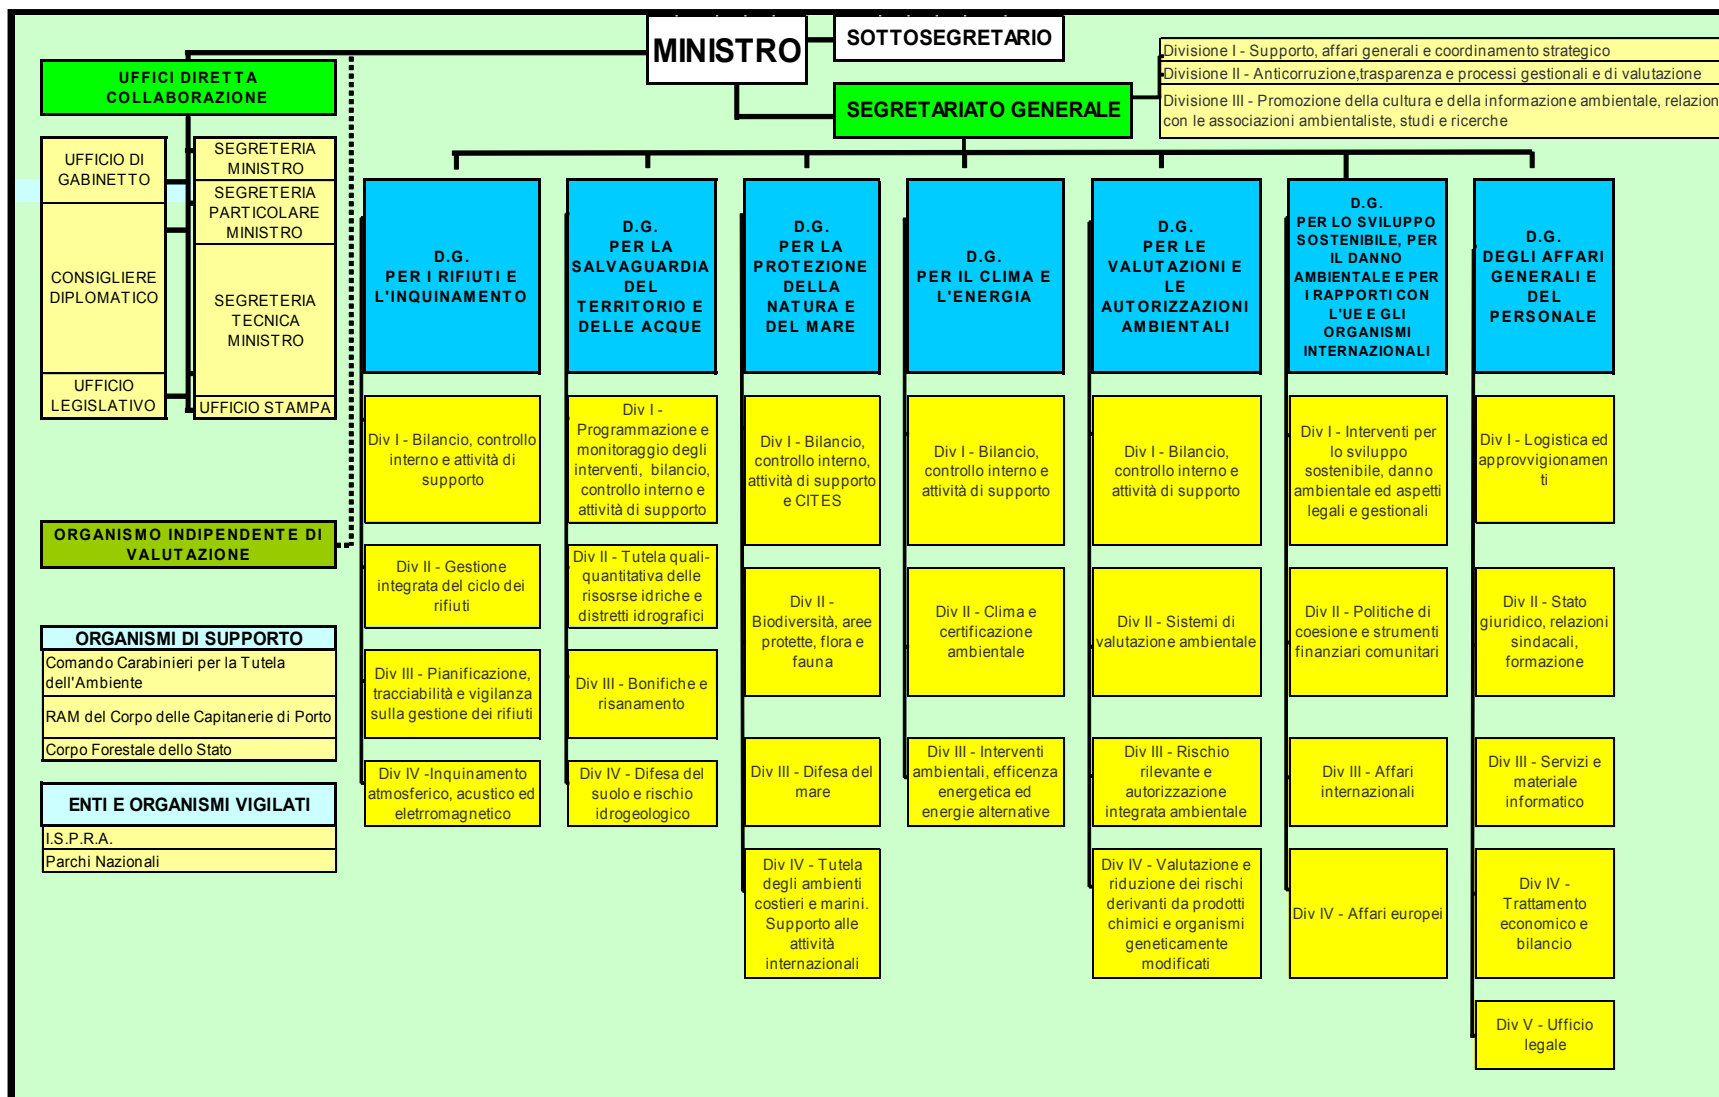 MINISTRO
SOTTOSEGRETARIO
SEGRETARIATO GENERALE
Divisione I - Supporto, affari generali e coordinamento strategico
Divisione II - Anticorruzione,trasparenza e processi gestionali e di valutazione
Divisione III - Promozione della cultura e della informazione ambientale, relazion
con le associazioni ambientaliste, studi e ricerche
UFFICI DIRETTA
COLLABORAZIONE
UFFICIO DI
GABINETTO
CONSIGLIERE
DIPLOMATICO
UFFICIO
LEGISLATIVO
SEGRETERIA
MINISTRO
SEGRETERIA
PARTICOLARE
MINISTRO
SEGRETERIA
TECNICA
MINISTRO
UFFICIO STAMPA
ORGANISMO INDIPENDENTE DI
VALUTAZIONE
ORGANISMI DI SUPPORTO
Comando Carabinieri per la Tutela
dell'Ambiente
RAM del Corpo delle Capitanerie di Porto
Corpo Forestale dello Stato
ENTI E ORGANISMI VIGILATI
I.S.P.R.A.
Parchi Nazionali
D.G.
PER I RIFIUTI E
L'INQUINAMENTO
Div I - Bilancio, controllo
interno e attività di
supporto
Div II - Gestione
integrata del ciclo dei
rifiuti
Div III - Pianificazione,
tracciabilità e vigilanza
sulla gestione dei rifiuti
Div IV -Inquinamento
atmosferico, acustico ed
eletrromagnetico
D.G.
PER LA
SALVAGUARDIA
DEL
TERRITORIO E
DELLE ACQUE
Div I -
Programmazione e
monitoraggio degli
interventi,  bilancio,
controllo interno e
attività di supporto
Div II - Tutela quali-
quantitativa delle
risosrse idriche e
distretti idrografici
Div III - Bonifiche e
risanamento
Div IV - Difesa del
suolo e rischio
idrogeologico
D.G.
PER LA
PROTEZIONE
DELLA
NATURA E
DEL MARE
Div I - Bilancio,
controllo interno,
attività di supporto
e CITES
Div II -
Biodiversità, aree
protette, flora e
fauna
Div III - Difesa del
mare
Div IV - Tutela
degli ambienti
costieri e marini.
Supporto alle
attività
internazionali
D.G.
PER IL CLIMA E
L'ENERGIA
Div I - Bilancio,
controllo interno e
attività di supporto
Div II - Clima e
certificazione
ambientale
Div III - Interventi
ambientali, efficenza
energetica ed
energie alternative
D.G.
PER LE
VALUTAZIONI E
LE
AUTORIZZAZIONI
AMBIENTALI
Div I - Bilancio,
controllo interno e
attività di supporto
Div II - Sistemi di
valutazione ambientale
Div III - Rischio
rilevante e
autorizzazione
integrata ambientale
Div IV - Valutazione e
riduzione dei rischi
derivanti da prodotti
chimici e organismi
geneticamente
modificati
D.G.
PER LO SVILUPPO
SOSTENIBILE, PER
IL DANNO
AMBIENTALE E PER
I RAPPORTI CON
L'UE E GLI
ORGANISMI
INTERNAZIONALI
Div I - Interventi per
lo sviluppo
sostenibile, danno
ambientale ed aspetti
legali e gestionali
Div II - Politiche di
coesione e strumenti
finanziari comunitari
Div III - Affari
internazionali
Div IV - Affari europei
D.G.
DEGLI AFFARI
GENERALI E
DEL
PERSONALE
Div I - Logistica ed
approvvigionamen
ti
Div II - Stato
giuridico, relazioni
sindacali,
formazione
Div III - Servizi e
materiale
informatico
Div IV -
Trattamento
economico e
bilancio
Div V - Ufficio
legale